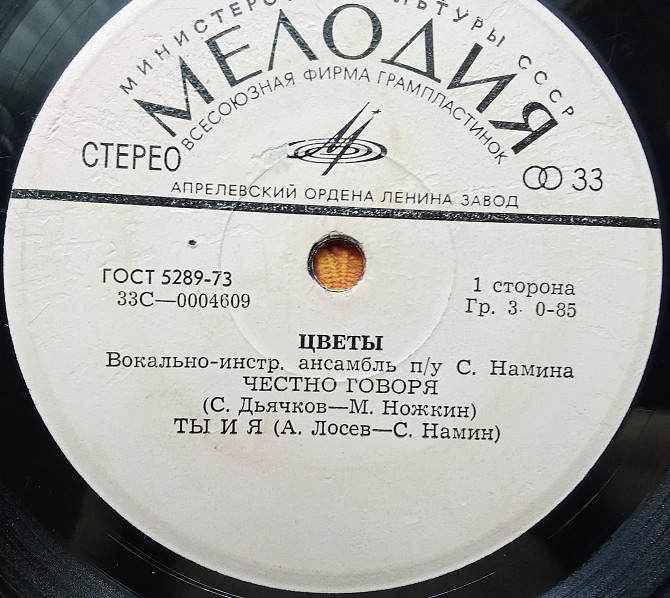 МИНИСТЕРСТВО КУЛЬТУРЫ СССР
МЕЛОДИЯ
ВСЕСОЮЗНАЯ ФИРМА ГРАМПЛАСТИНОК
СТЕРЕО
33
АПРЕЛЕВСКИЙ ОРДЕНА ЛЕНИНА ЗАВОД
ГОСТ 5289-73
33С—0004609
1 сторона
Гр. 3. 0-85
ЦВЕТЫ
Вокально-инстр. ансамбль п/у С. Намина
ЧЕСТНО ГОВОРЯ
(С. Дьячков—М. Ножкин)
ТЫ И Я (А. Лосев—С. Намин)